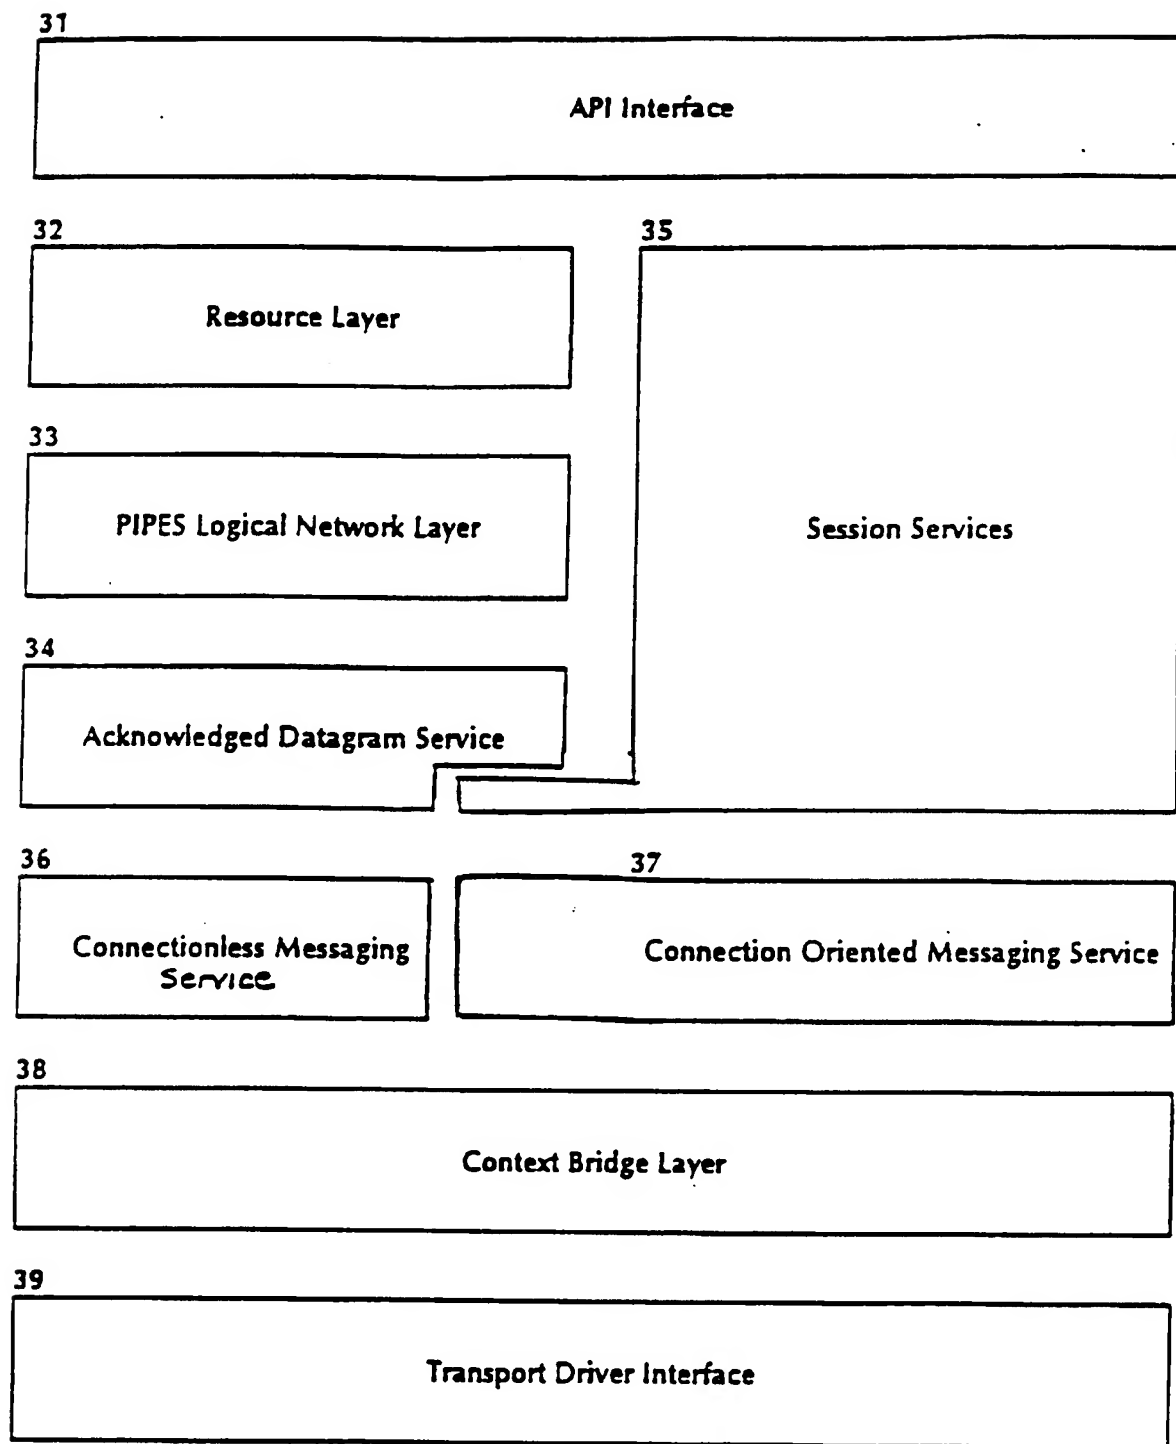 31
API Interface
32
Resource Layer
35
33
PIPES Logical Network Layer
Session Services
34
Acknowledged Datagram Service
36
Connectionless Messaging
Service
37
Connection Oriented Messaging Service
38
Context Bridge Layer
39
Transport Driver Interface